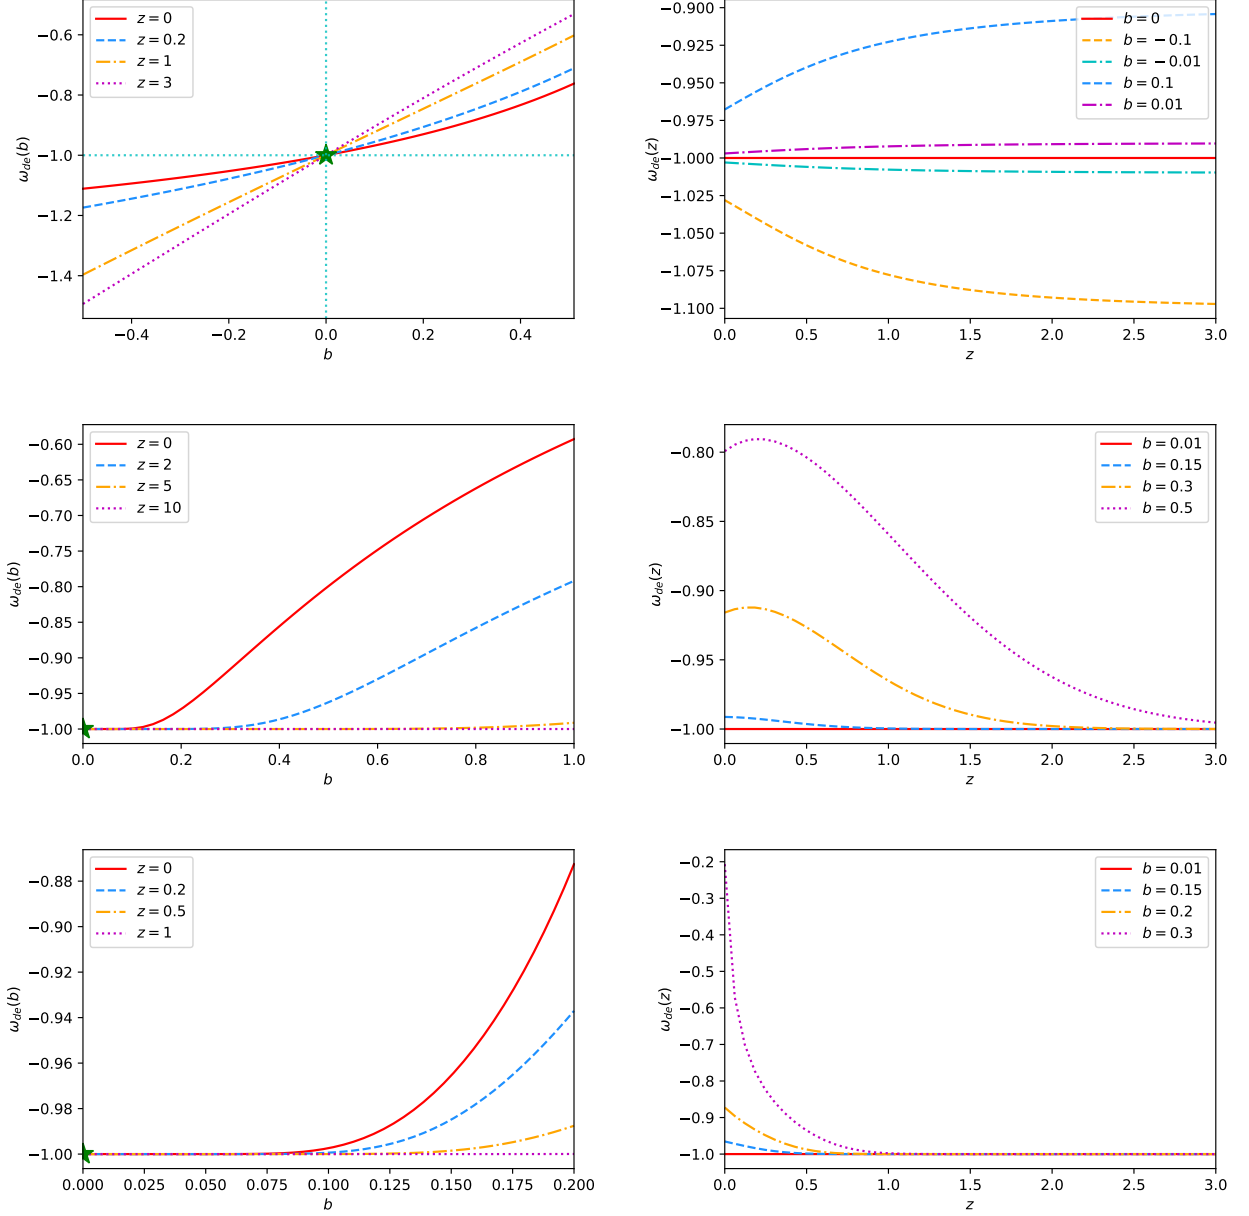 z = 0
z = 0.2
z = 1
z = 3
−0.6
−0.8
−1.0
−1.2
−1.4
ω_de(b)
−0.4
−0.2
0.0
0.2
0.4
b
b = 0
b = −0.1
b = −0.01
b = 0.1
b = 0.01
−0.900
−0.925
−0.950
−0.975
−1.000
−1.025
−1.050
−1.075
−1.100
ω_de(z)
0.0
0.5
1.0
1.5
2.0
2.5
3.0
z
z = 0
z = 2
z = 5
z = 10
−0.60
−0.65
−0.70
−0.75
−0.80
−0.85
−0.90
−0.95
−1.00
ω_de(b)
0.0
0.2
0.4
0.6
0.8
1.0
b
b = 0.01
b = 0.15
b = 0.3
b = 0.5
−0.80
−0.85
−0.90
−0.95
−1.00
ω_de(z)
0.0
0.5
1.0
1.5
2.0
2.5
3.0
z
z = 0
z = 0.2
z = 0.5
z = 1
−0.88
−0.90
−0.92
−0.94
−0.96
−0.98
−1.00
ω_de(b)
0.000
0.025
0.050
0.075
0.100
0.125
0.150
0.175
0.200
b
b = 0.01
b = 0.15
b = 0.2
b = 0.3
−0.2
−0.3
−0.4
−0.5
−0.6
−0.7
−0.8
−0.9
−1.0
ω_de(z)
0.0
0.5
1.0
1.5
2.0
2.5
3.0
z